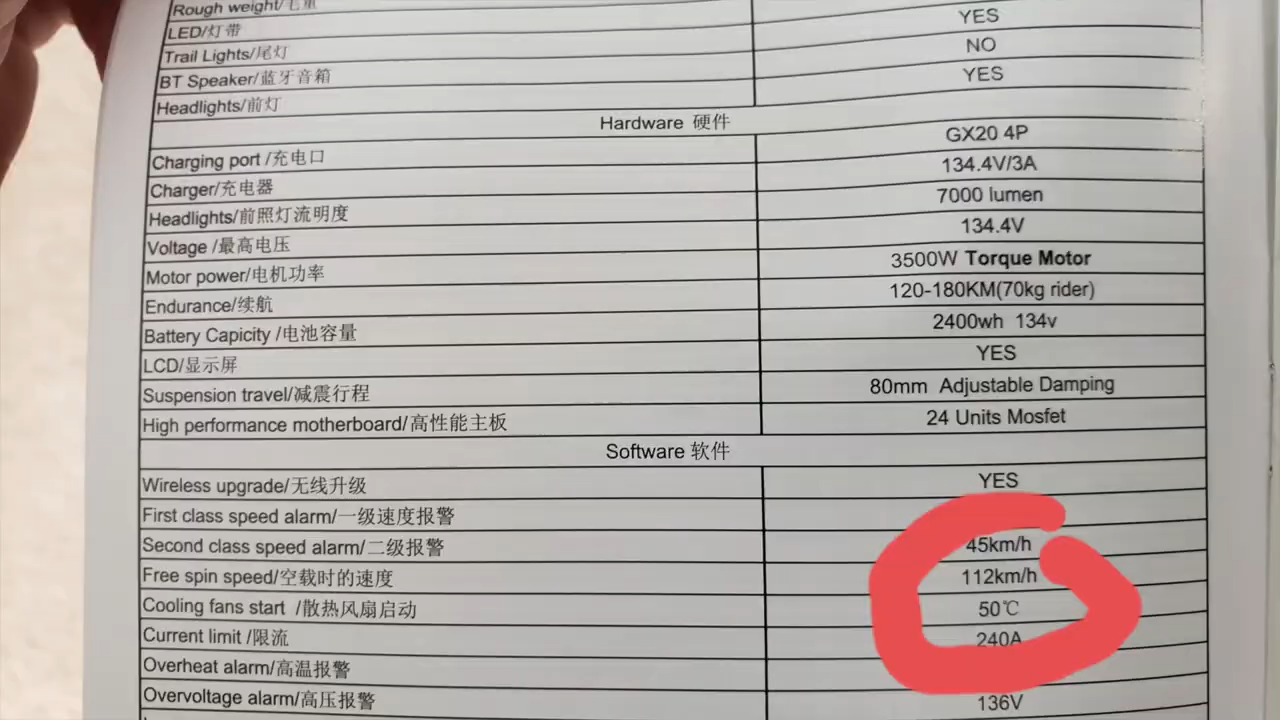 Rough weight/毛重
LED/灯带
Trail Lights/尾灯 YES
BT Speaker/蓝牙音箱 NO
Headlights/前灯 YES
Hardware 硬件
Charging port /充电口 GX20 4P
Charger/充电器 134.4V/3A
Headlights/前照灯流明度 7000 lumen
Voltage /最高电压 134.4V
Motor power/电机功率 3500W Torque Motor
Endurance/续航 120-180KM(70kg rider)
Battery Capicity /电池容量 2400wh 134v
LCD/显示屏 YES
Suspension travel/减震行程 80mm Adjustable Damping
High performance motherboard/高性能主板 24 Units Mosfet
Software 软件
Wireless upgrade/无线升级 YES
First class speed alarm/一级速度报警
Second class speed alarm/二级报警 45km/h
Free spin speed/空载时的速度 112km/h
Cooling fans start /散热风扇启动 50℃
Current limit /限流 240A
Overheat alarm/高温报警
Overvoltage alarm/高压报警 136V